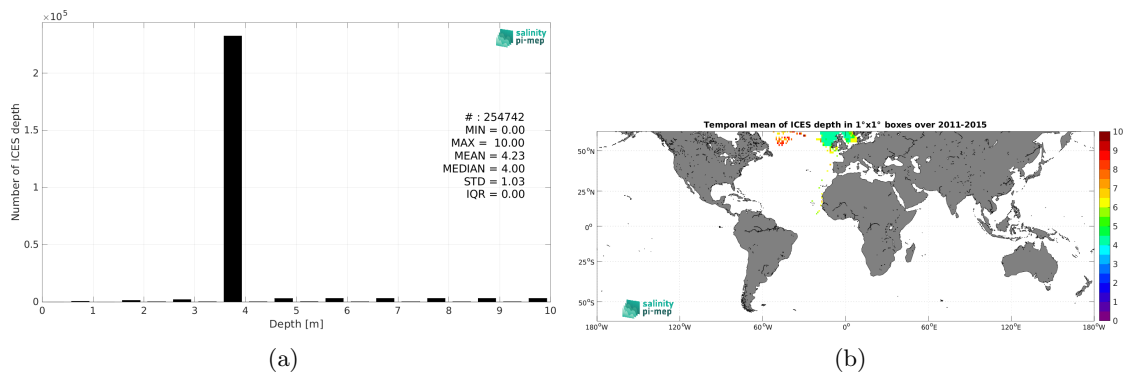 ×10⁵
salinity
pi-mep
2
1.5
1
0.5
0
Number of ICES depth
# : 254742
MIN = 0.00
MAX = 10.00
MEAN = 4.23
MEDIAN = 4.00
STD = 1.03
IQR = 0.00
0 1 2 3 4 5 6 7 8 9 10
Depth [m]
(a)
Temporal mean of ICES depth in 1°x1° boxes over 2011-2015
50°N
25°N
0°
25°S
50°S
180°W 120°W 60°W 0° 60°E 120°E 180°W
salinity
pi-mep
10
9
8
7
6
5
4
3
2
1
0
(b)